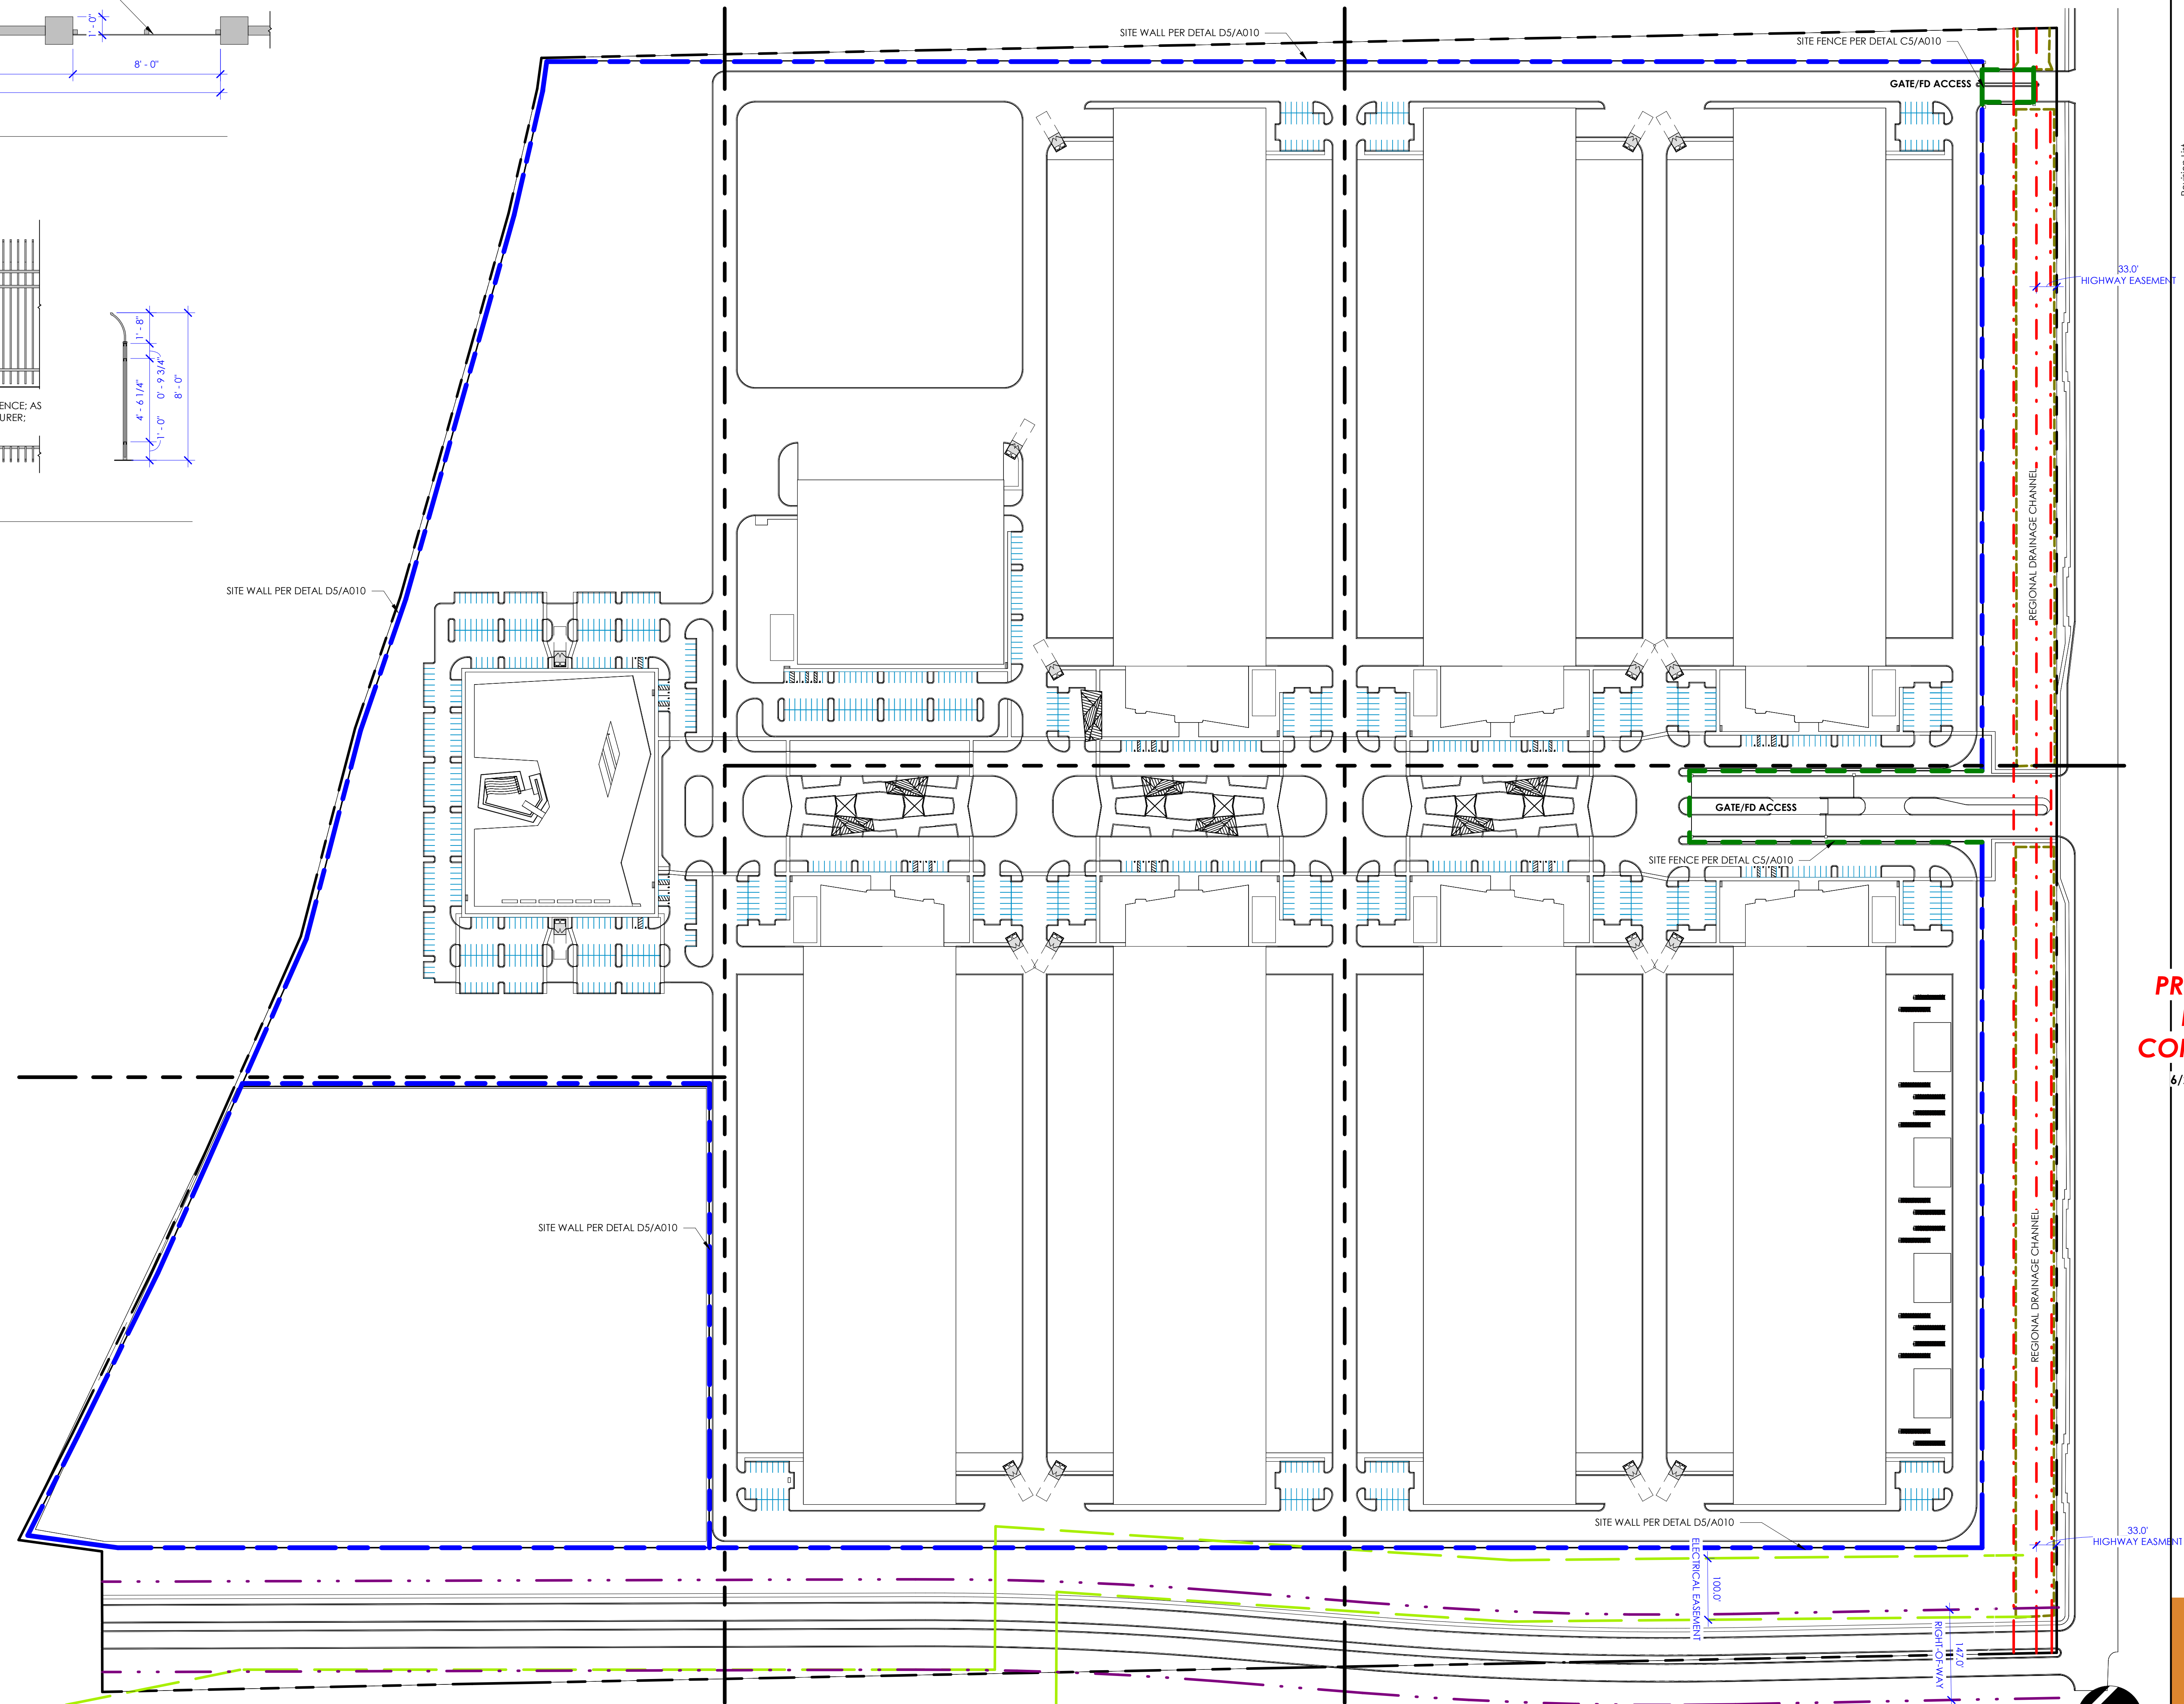 1' - 0"
8' - 0"
SITE WALL PER DETAL D5/A010
SITE FENCE PER DETAL C5/A010
GATE/FD ACCESS
33.0'
HIGHWAY EASEMENT
1' - 8"
4' - 6 1/4"
0' - 9 3/4"
1' - 0"
8' - 0"
ENCE; AS
URER;
REGIONAL DRAINAGE CHANNEL
SITE WALL PER DETAL D5/A010
GATE/FD ACCESS
SITE FENCE PER DETAL C5/A010
PR
COM
6/
SITE WALL PER DETAL D5/A010
REGIONAL DRAINAGE CHANNEL
SITE WALL PER DETAL D5/A010
33.0'
HIGHWAY EASMENT
100.0'
ELECTRICAL EASEMENT
147.0'
RIGHT-OF-WAY